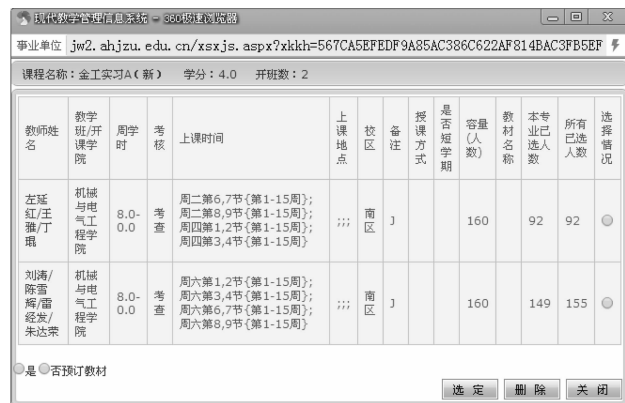 现代教学管理信息系统 - 360极速浏览器
事业单位 jw2.ahjzu.edu.cn/xsxjs.aspx?xkkh=567CA5EFEDF9A85AC386C622AF814BAC3FB5EF
课程名称：金工实习A(新) 学分：4.0 开班数：2
教师姓名
教学班/开课学院
周学时
考核
上课时间
上课地点
校区
备注
授课方式
是否短学期
容量(人数)
教材名称
本专业已选人数
所有已选人数
选择情况
左延红/王雅/丁琨
机械与电气工程学院
8.0-0.0
考查
周二第6,7节{第1-15周};
周二第8,9节{第1-15周};
周四第1,2节{第1-15周};
周四第3,4节{第1-15周}
;;;
南区
J
160
92
92
刘涛/陈雪辉/雷经发/朱达荣
机械与电气工程学院
8.0-0.0
考查
周六第1,2节{第1-15周};
周六第3,4节{第1-15周};
周六第6,7节{第1-15周};
周六第8,9节{第1-15周}
;;;
南区
J
160
149
155
是 否预订教材
选 定 删 除 关 闭